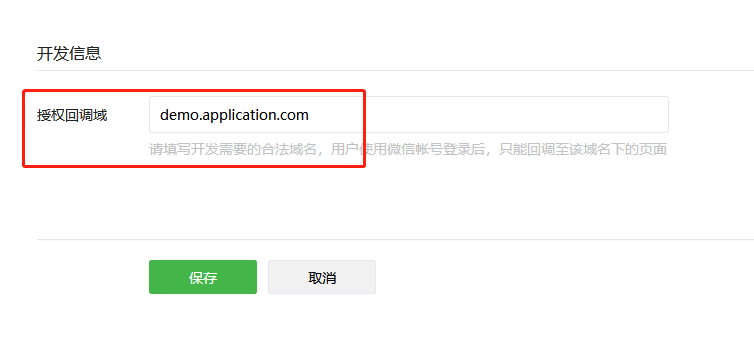 开发信息
授权回调域
demo.application.com
请填写开发需要的合法域名，用户使用微信帐号登录后，只能回调至该域名下的页面
保存
取消